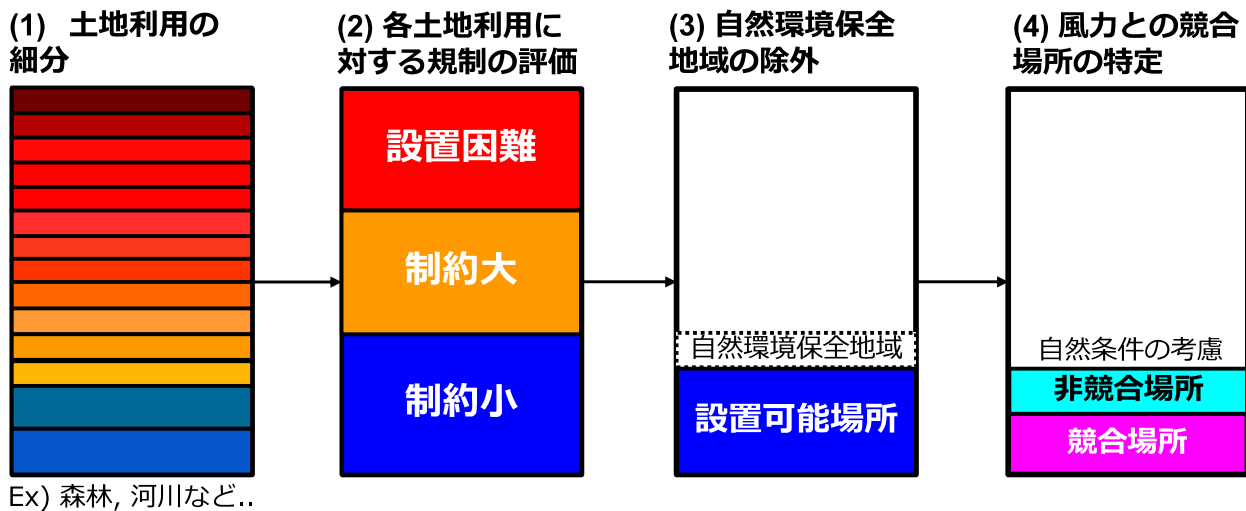 (1) 土地利用の
細分
(2) 各土地利用に
対する規制の評価
(3) 自然環境保全
地域の除外
(4) 風力との競合
場所の特定
設置困難
制約大
制約小
自然環境保全地域
設置可能場所
自然条件の考慮
非競合場所
競合場所
Ex) 森林, 河川など..